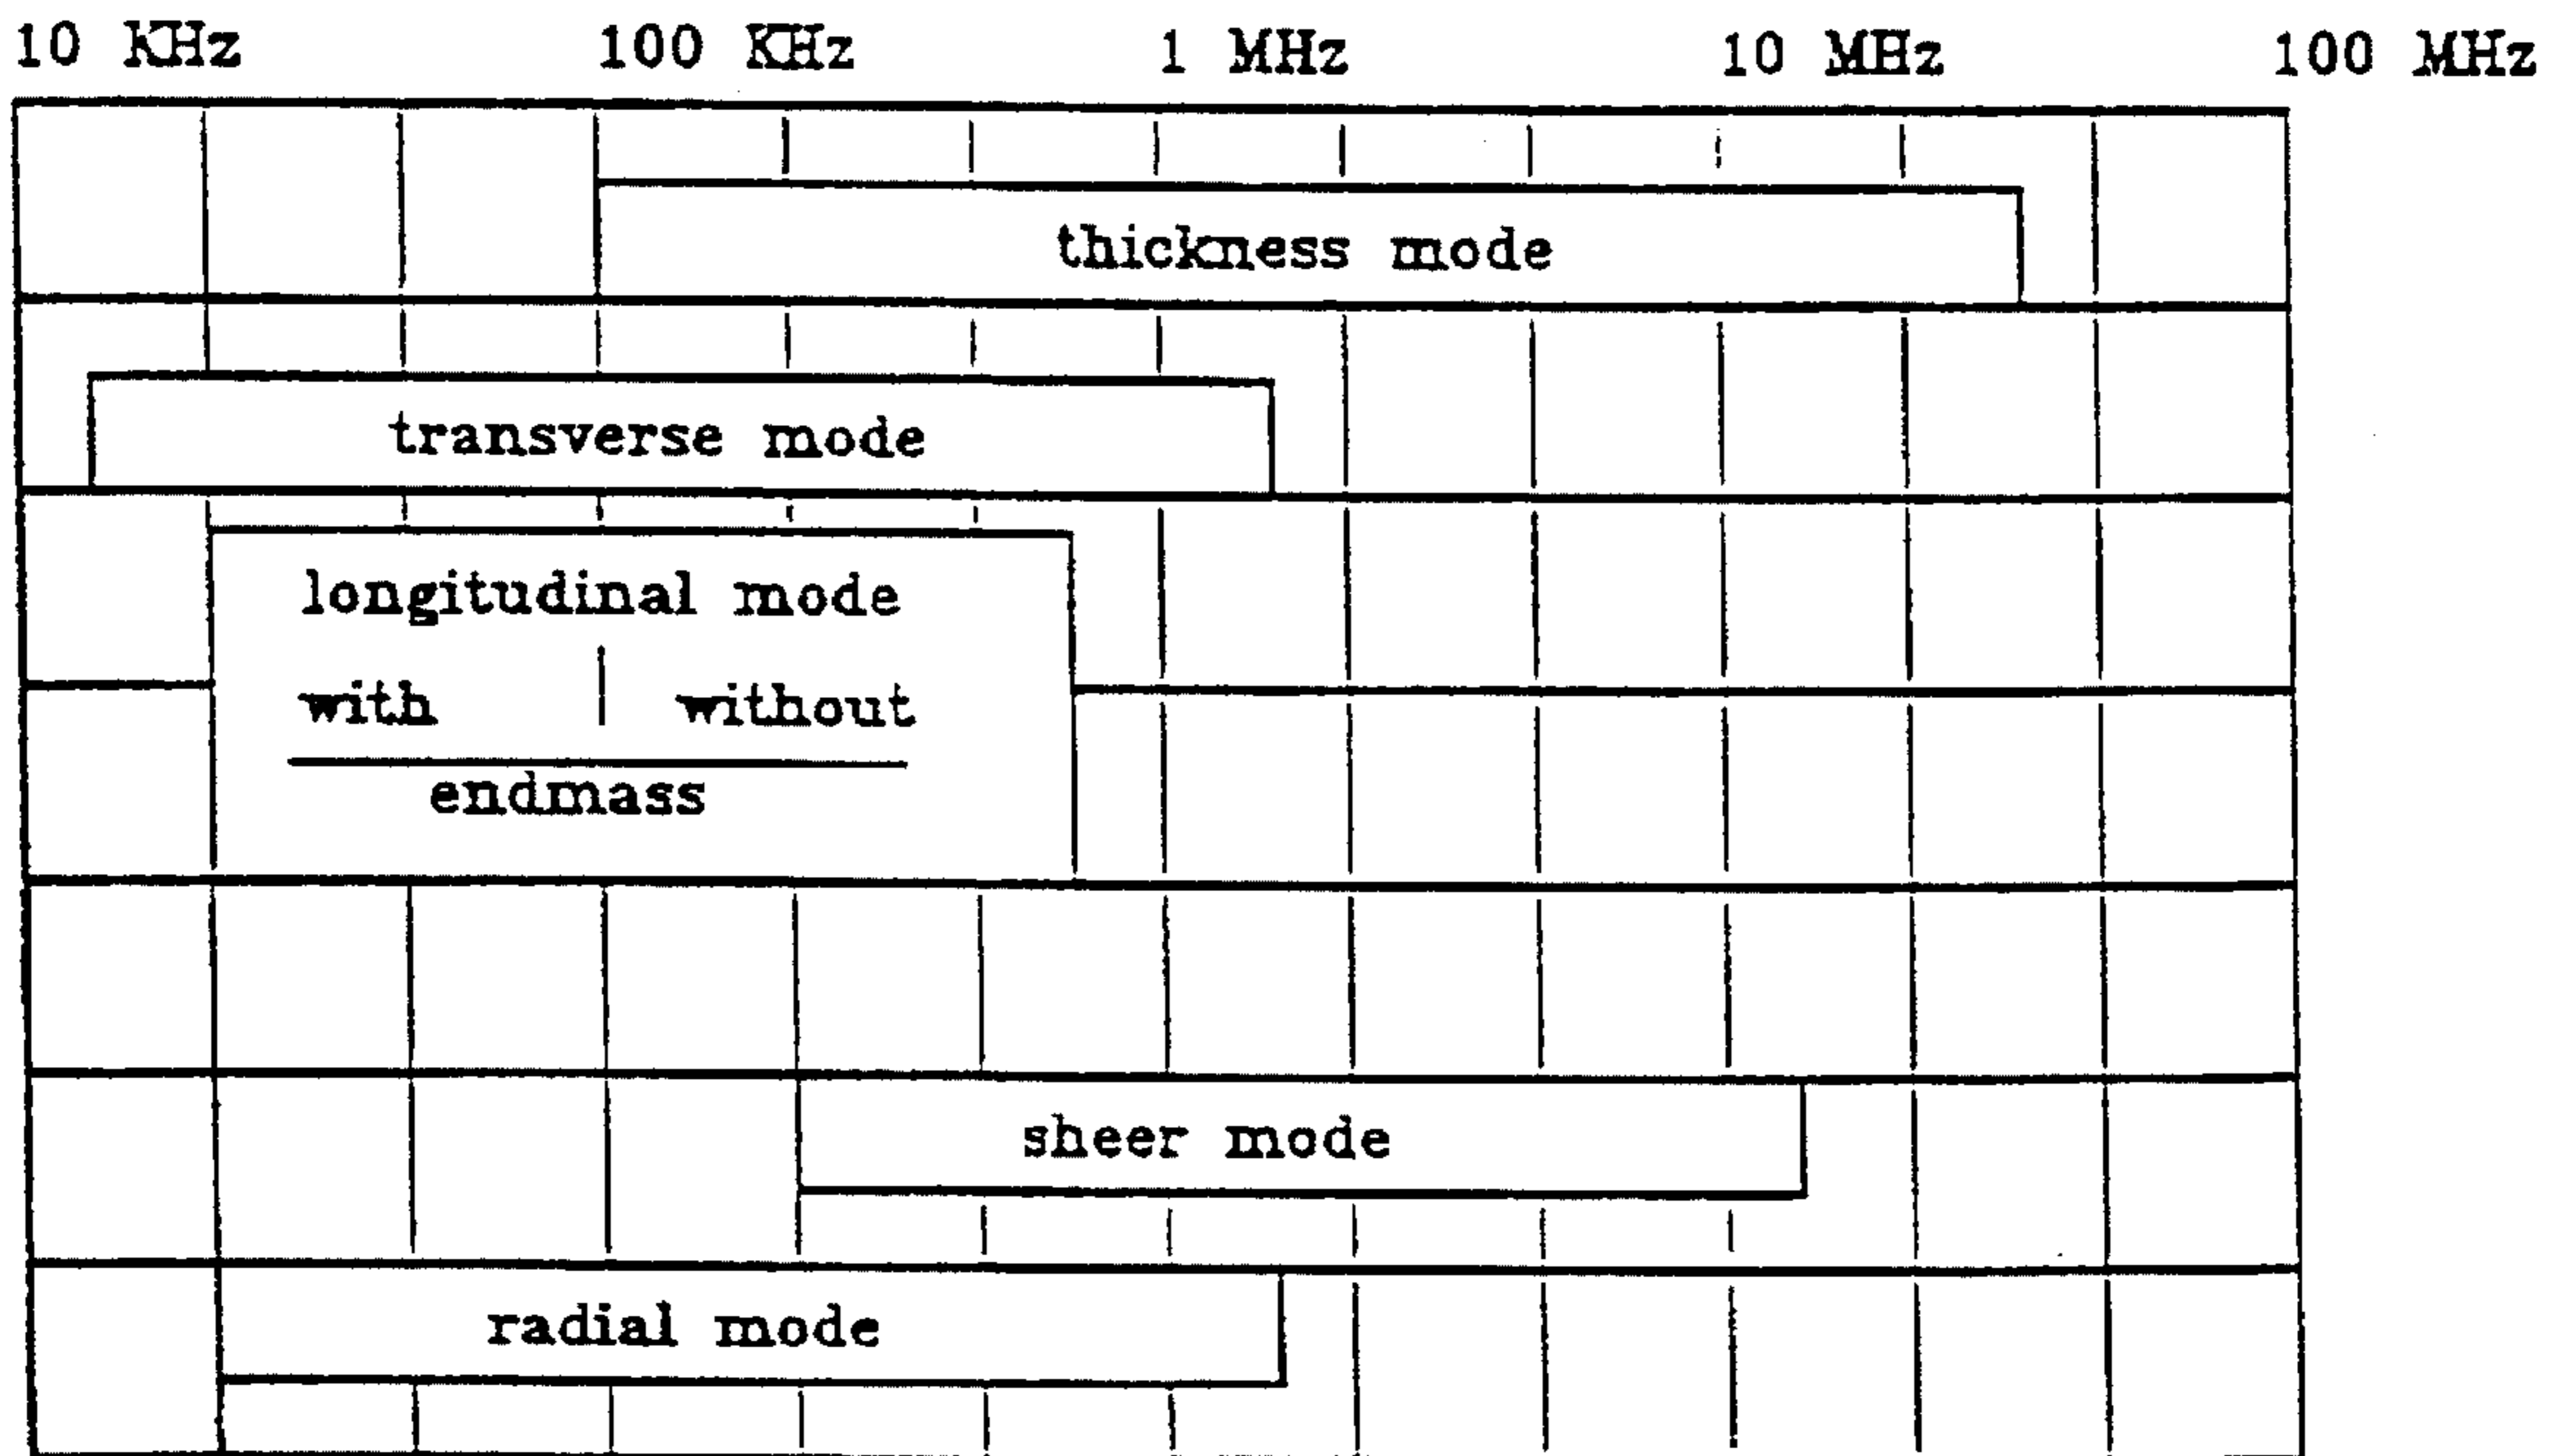 10 KHz 100 KHz 1 MHz 10 MHz 100 MHz
thickness mode
transverse mode
longitudinal mode
with | without
endmass
sheer mode
radial mode